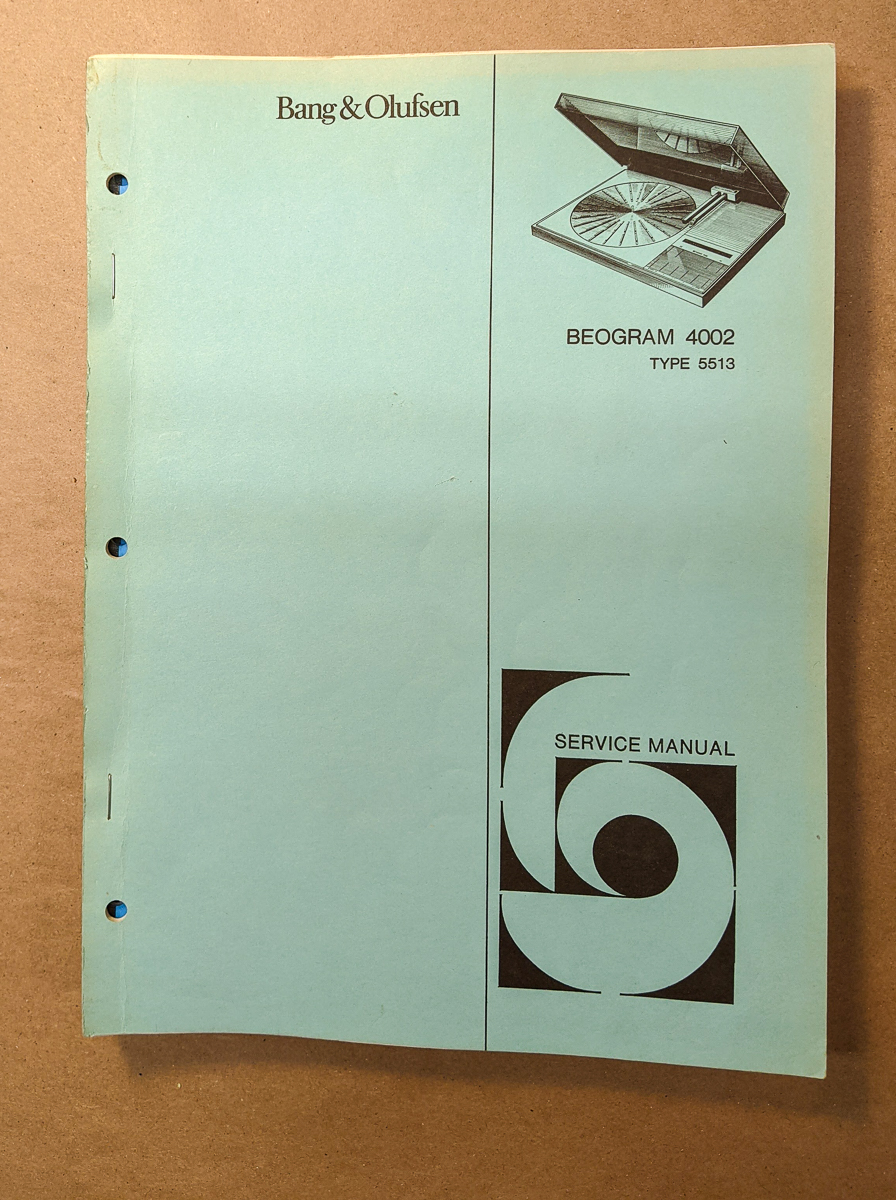 Bang & Olufsen
BEOGRAM 4002
TYPE 5513
SERVICE MANUAL